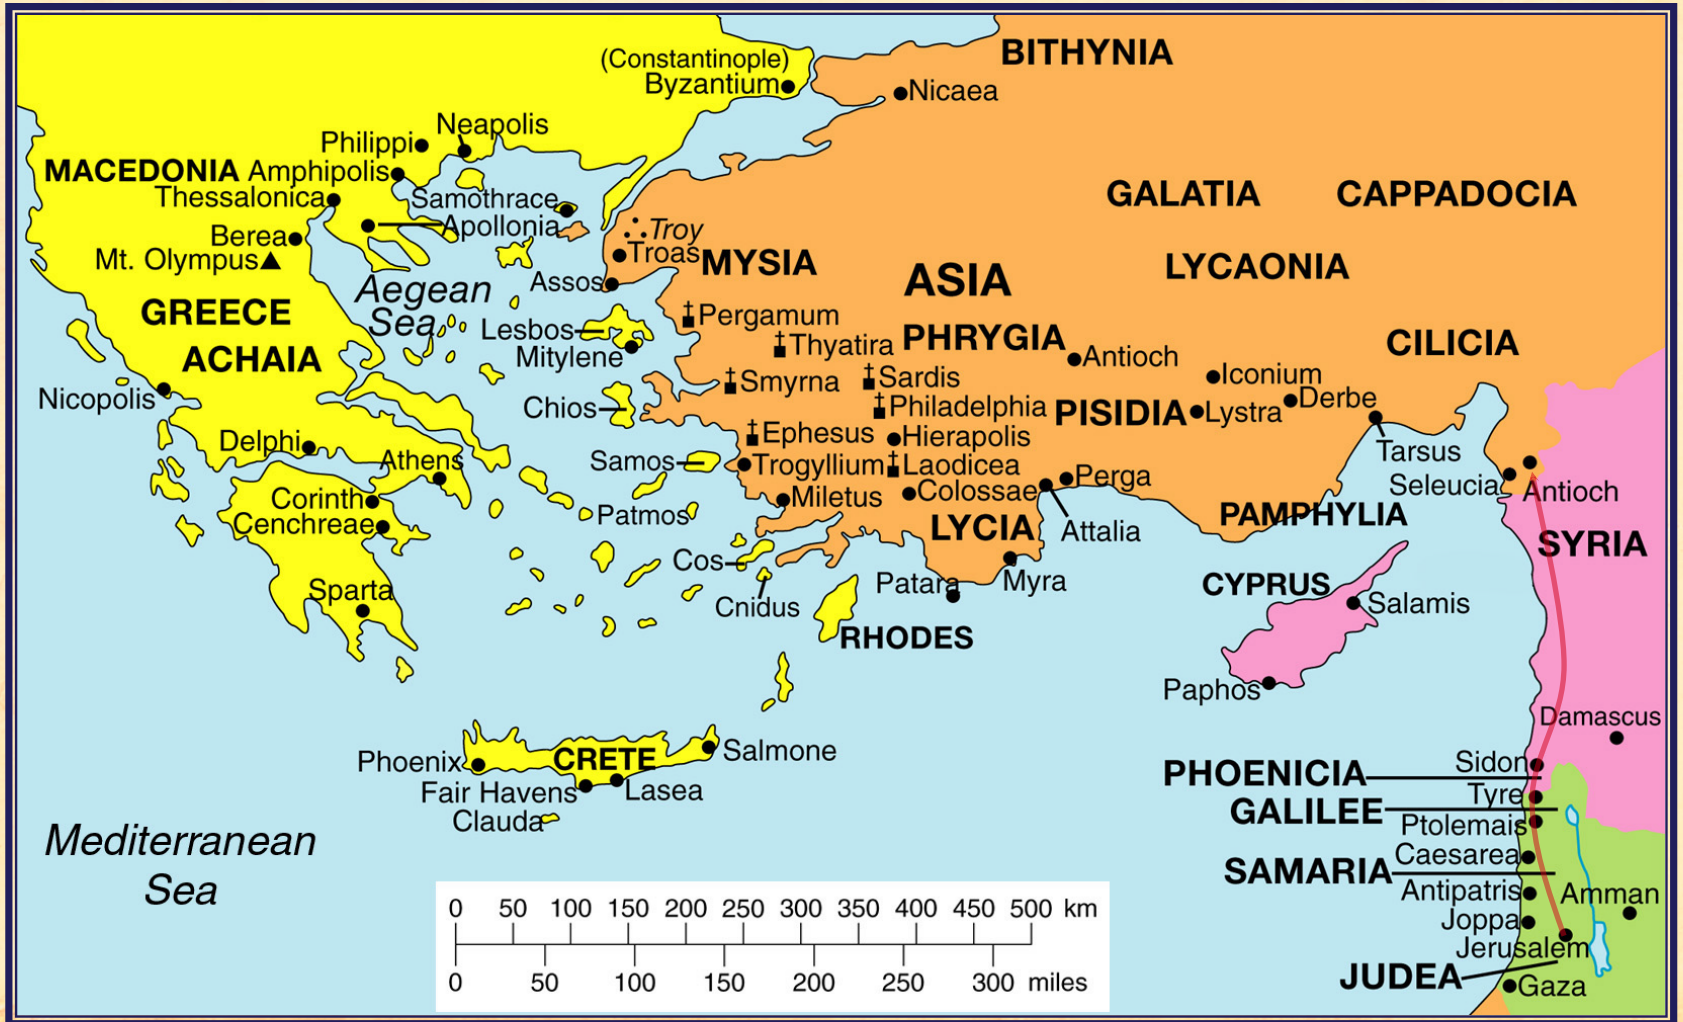 (Constantinople)
Byzantium
BITHYNIA
Nicaea
Neapolis
Philippi
MACEDONIA
Amphipolis
Thessalonica
Samothrace
Apollonia
GALATIA
CAPPADOCIA
Berea
Mt. Olympus
Troy
Troas
MYSIA
ASIA
LYCAONIA
Assos
Aegean
Sea
GREECE
ACHAIA
Lesbos
Mitylene
Pergamum
Thyatira
PHRYGIA
Antioch
CILICIA
Nicopolis
Chios
Smyrna
Sardis
Philadelphia
PISIDIA
Iconium
Lystra
Derbe
Tarsus
Delphi
Athens
Samos
Ephesus
Hierapolis
Trogyllium
Laodicea
Perga
Seleucia
Antioch
Corinth
Cenchreae
Patmos
Miletus
Colossae
LYCIA
Attalia
PAMPHYLIA
SYRIA
Sparta
Cos
Cnidus
Patara
Myra
RHODES
CYPRUS
Salamis
Paphos
Damascus
Phoenix
CRETE
Salmone
Fair Havens
Lasea
Clauda
PHOENICIA
Sidon
Tyre
GALILEE
Ptolemais
Caesarea
SAMARIA
Antipatris
Amman
Joppa
Jerusalem
JUDEA
Gaza
Mediterranean
Sea
0 50 100 150 200 250 300 350 400 450 500 km
0 50 100 150 200 250 300 miles